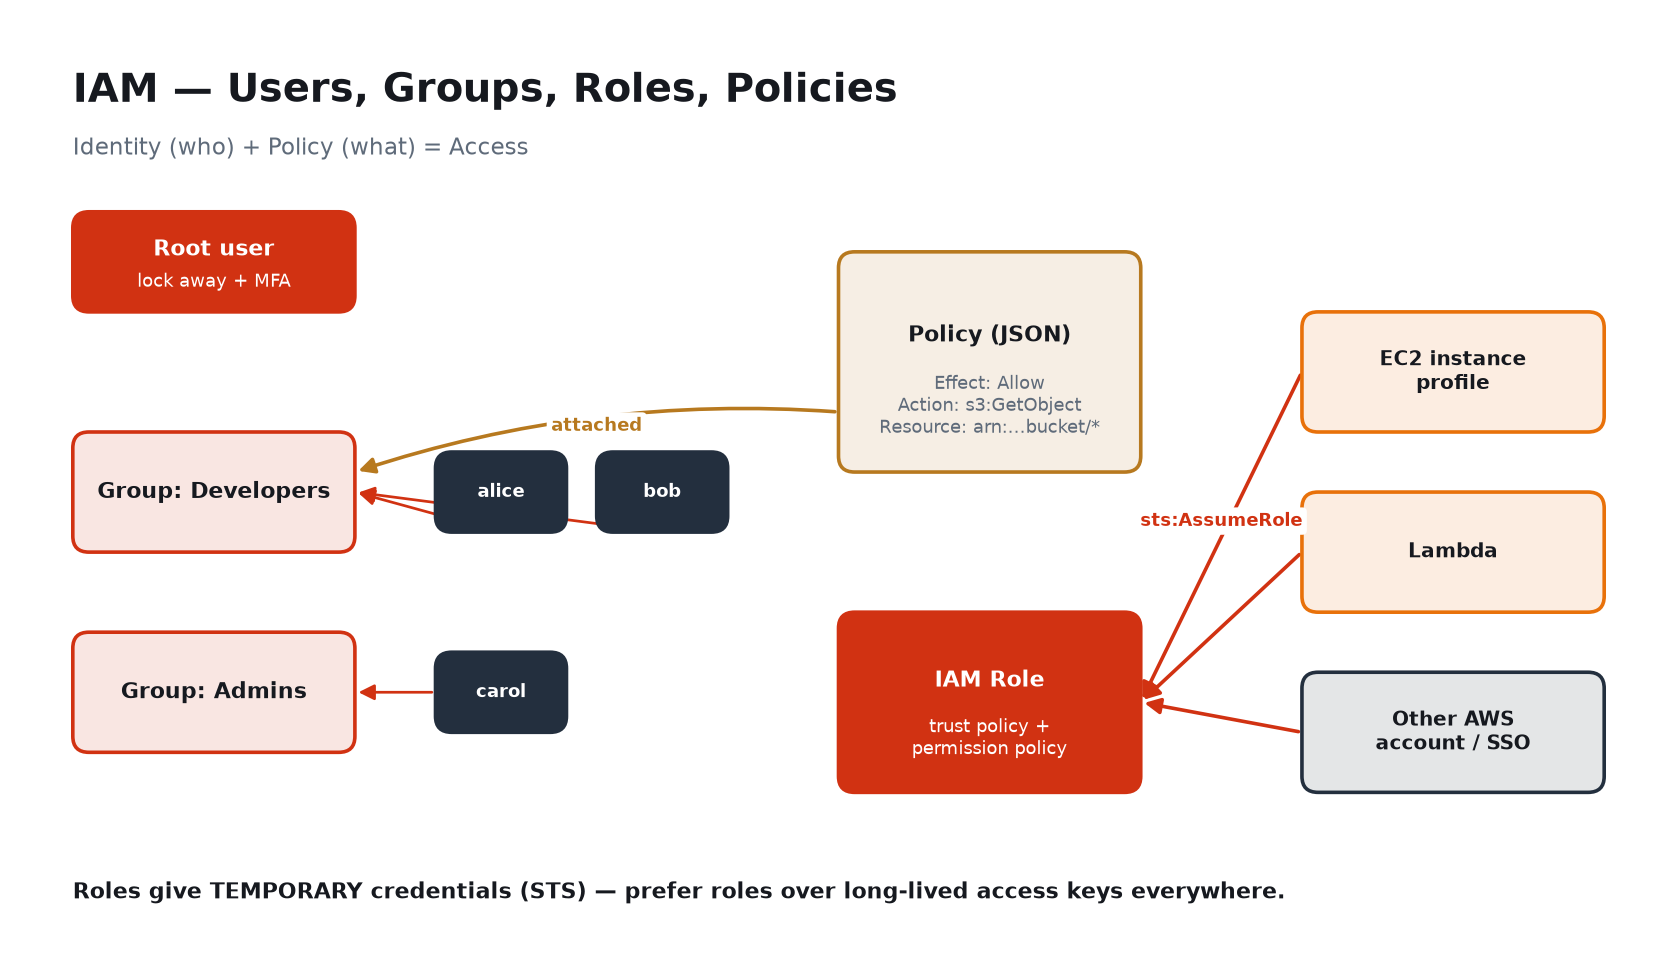 IAM — Users, Groups, Roles, Policies
Identity (who) + Policy (what) = Access
Root user
lock away + MFA
Policy (JSON)
Effect: Allow
Action: s3:GetObject
Resource: arn:...bucket/*
EC2 instance
profile
attached
Group: Developers
alice
bob
sts:AssumeRole
Lambda
Group: Admins
carol
IAM Role
trust policy +
permission policy
Other AWS
account / SSO
Roles give TEMPORARY credentials (STS) — prefer roles over long-lived access keys everywhere.